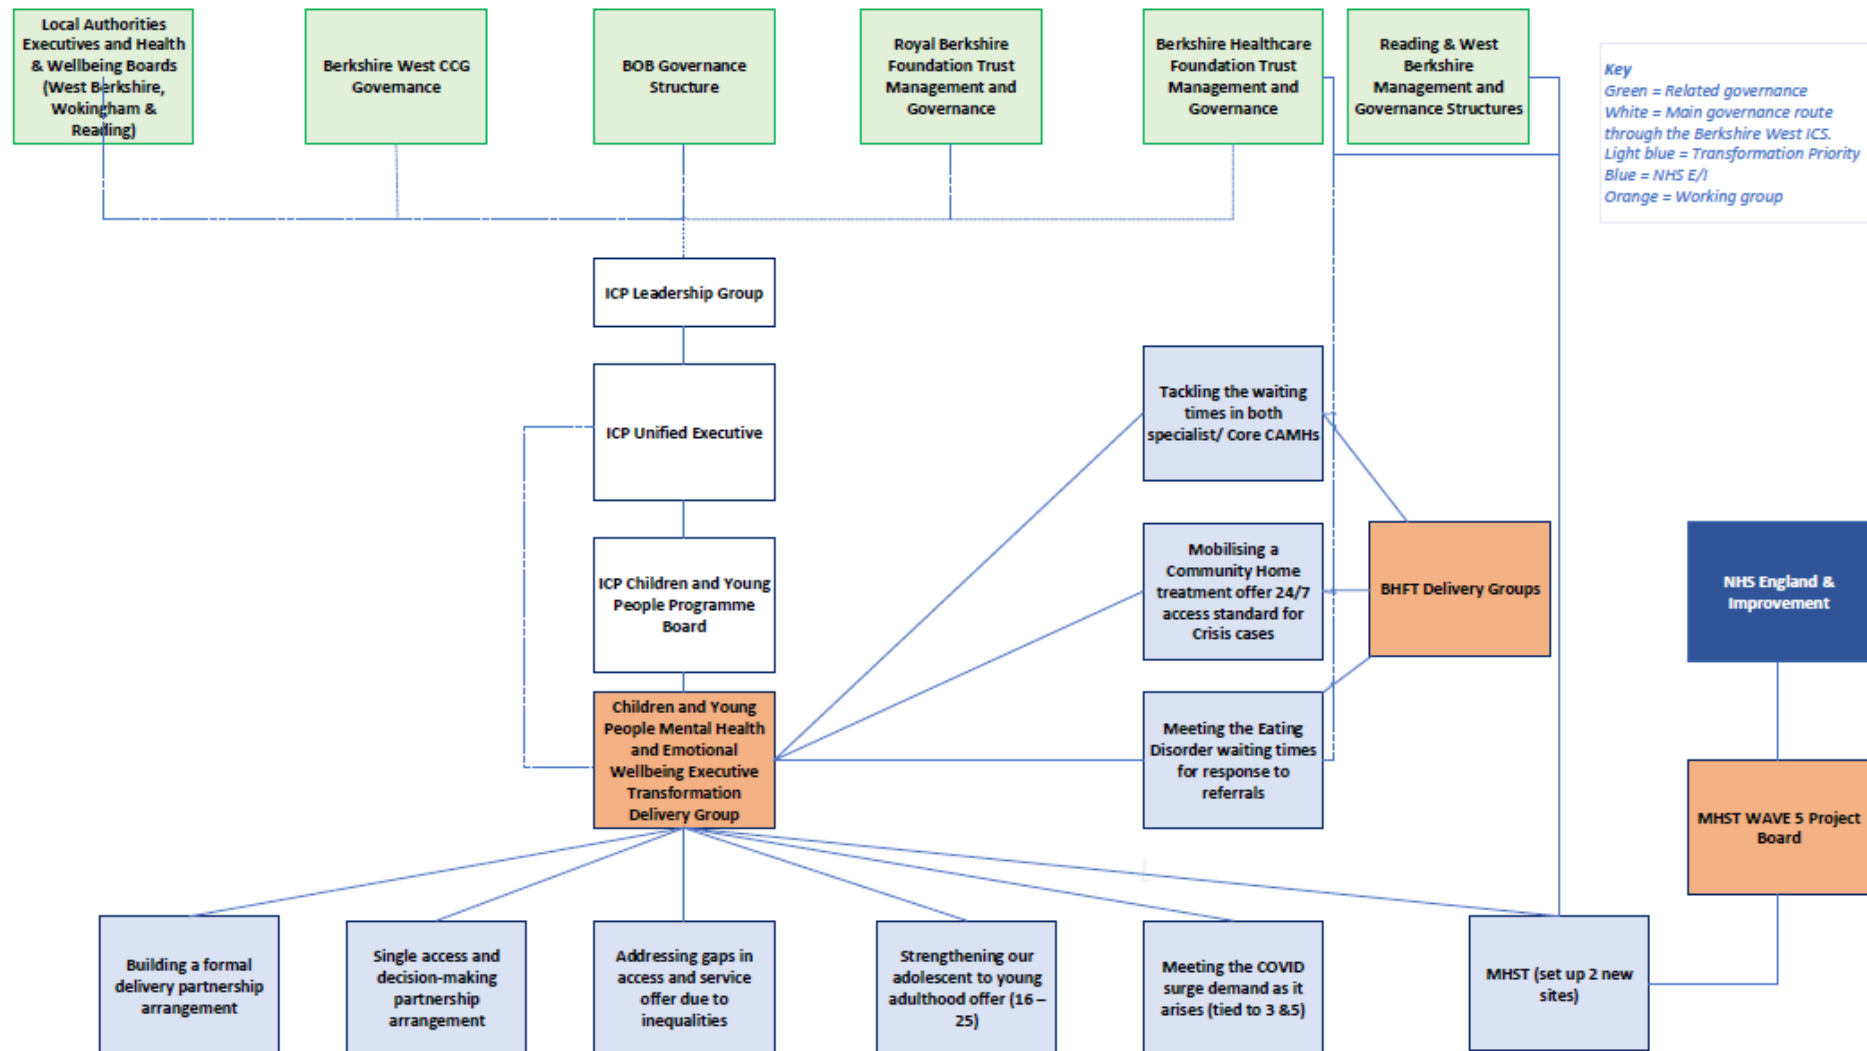 Local Authorities
Executives and Health
& Wellbeing Boards
(West Berkshire,
Wokingham &
Reading)
Berkshire West CCG
Governance
BOB Governance
Structure
Royal Berkshire
Foundation Trust
Management and
Governance
Berkshire Healthcare
Foundation Trust
Management and
Governance
Reading & West
Berkshire
Management and
Governance Structures
Key
Green = Related governance
White = Main governance route
through the Berkshire West ICS.
Light blue = Transformation Priority
Blue = NHS E/I
Orange = Working group
ICP Leadership Group
ICP Unified Executive
Tackling the waiting
times in both
specialist/ Core CAMHs
ICP Children and Young
People Programme
Board
Mobilising a
Community Home
treatment offer 24/7
access standard for
Crisis cases
BHFT Delivery Groups
NHS England &
Improvement
Children and Young
People Mental Health
and Emotional
Wellbeing Executive
Transformation
Delivery Group
Meeting the Eating
Disorder waiting times
for response to
referrals
MHST WAVE 5 Project
Board
Building a formal
delivery partnership
arrangement
Single access and
decision-making
partnership
arrangement
Addressing gaps in
access and service
offer due to
inequalities
Strengthening our
adolescent to young
adulthood offer (16 –
25)
Meeting the COVID
surge demand as it
arises (tied to 3 &5)
MHST (set up 2 new
sites)